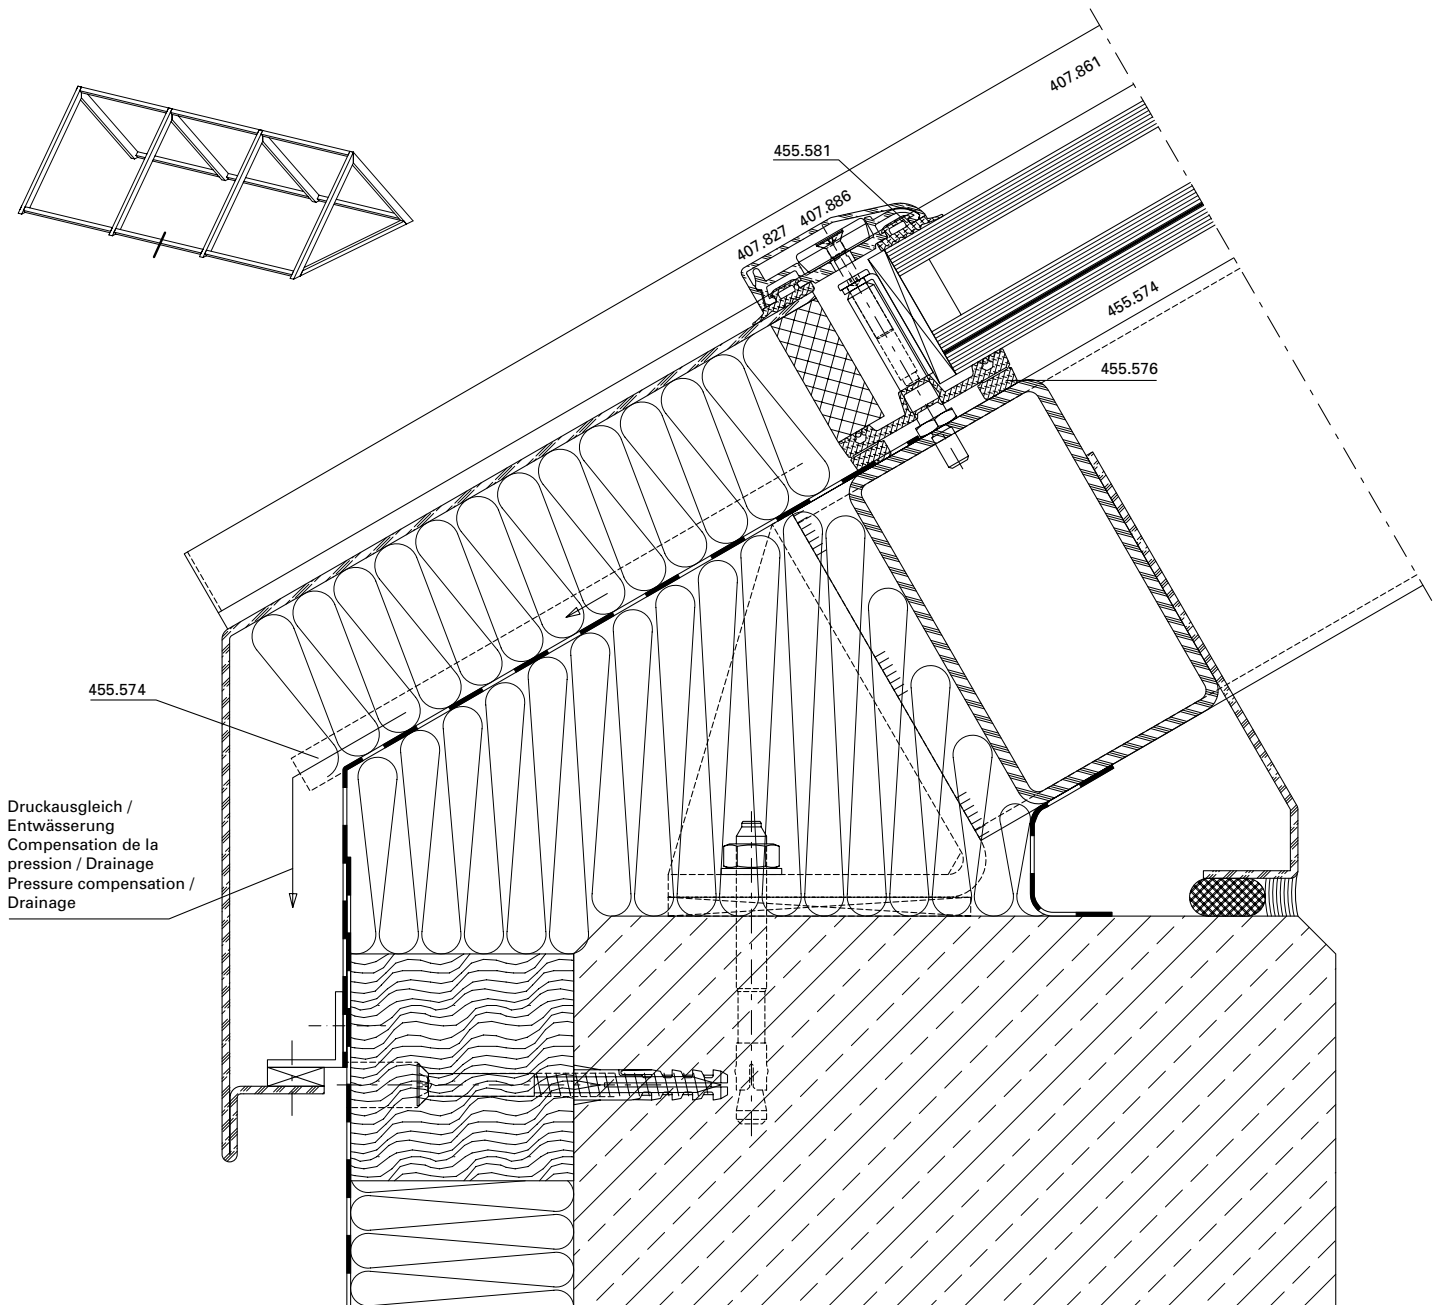 407.861
455.581
407.827 407.886
455.574
455.576
455.574
Druckausgleich /
Entwässerung
Compensation de la
pression / Drainage
Pressure compensation /
Drainage